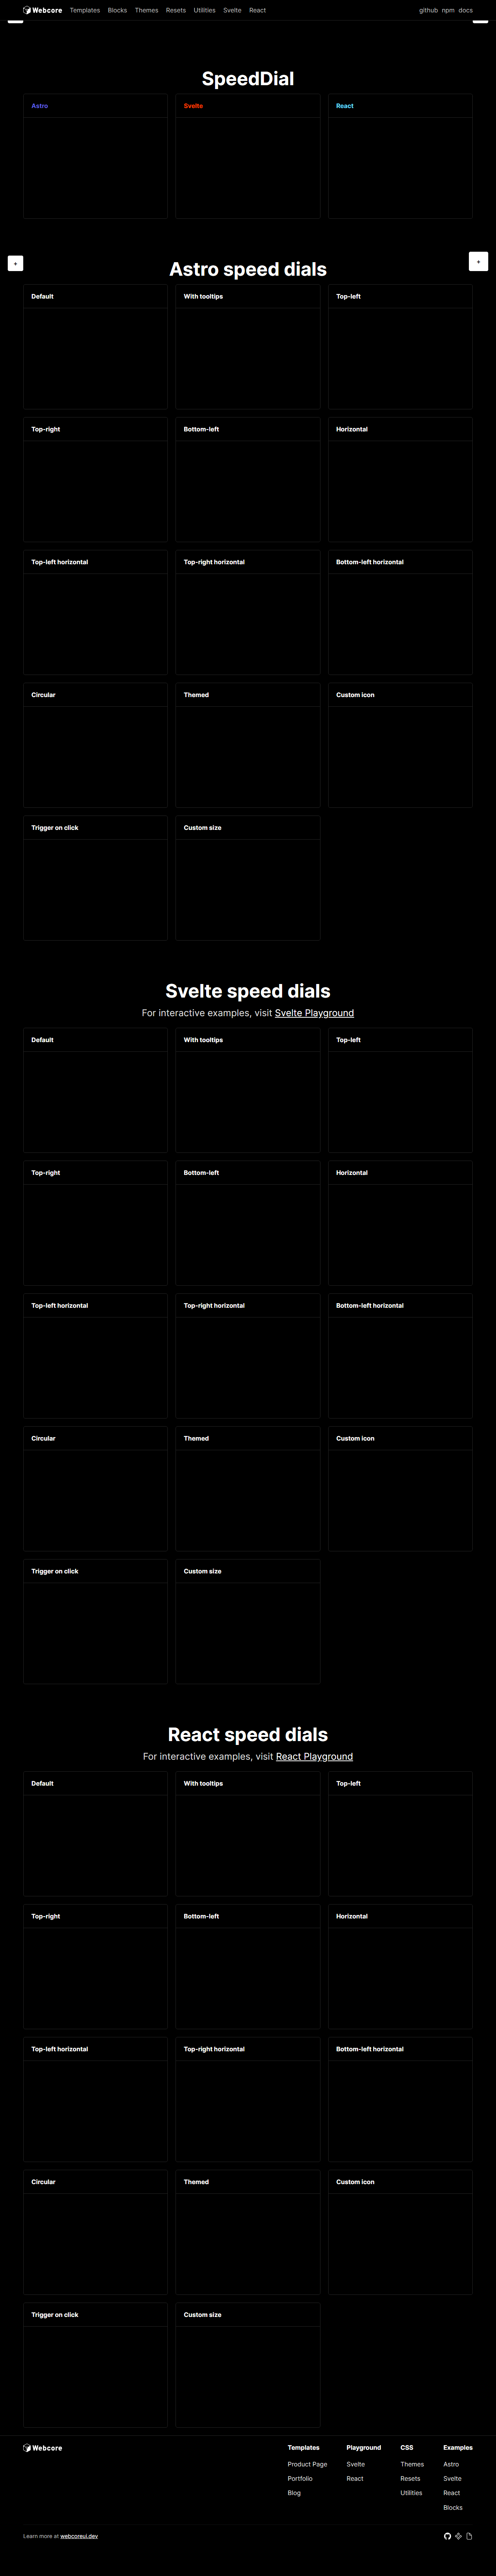 Webcore Templates Blocks Themes Resets Utilities Svelte React github npm docs
SpeedDial
Astro Svelte React
+ +
Astro speed dials
Default With tooltips Top-left
Top-right Bottom-left Horizontal
Top-left horizontal Top-right horizontal Bottom-left horizontal
Circular Themed Custom icon
Trigger on click Custom size
Svelte speed dials
For interactive examples, visit Svelte Playground
Default With tooltips Top-left
Top-right Bottom-left Horizontal
Top-left horizontal Top-right horizontal Bottom-left horizontal
Circular Themed Custom icon
Trigger on click Custom size
React speed dials
For interactive examples, visit React Playground
Default With tooltips Top-left
Top-right Bottom-left Horizontal
Top-left horizontal Top-right horizontal Bottom-left horizontal
Circular Themed Custom icon
Trigger on click Custom size
Webcore Templates Playground CSS Examples
Product Page Svelte Themes Astro
Portfolio React Resets Svelte
Blog Utilities React
Blocks
Learn more at webcoreui.dev